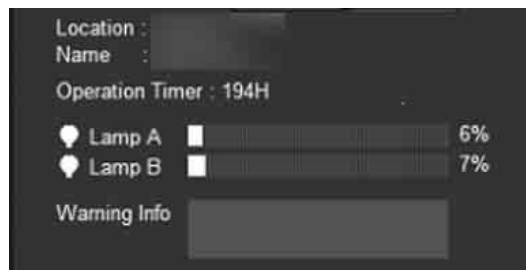 Location :
Name :
Operation Timer : 194H
Lamp A 6%
Lamp B 7%
Warning Info